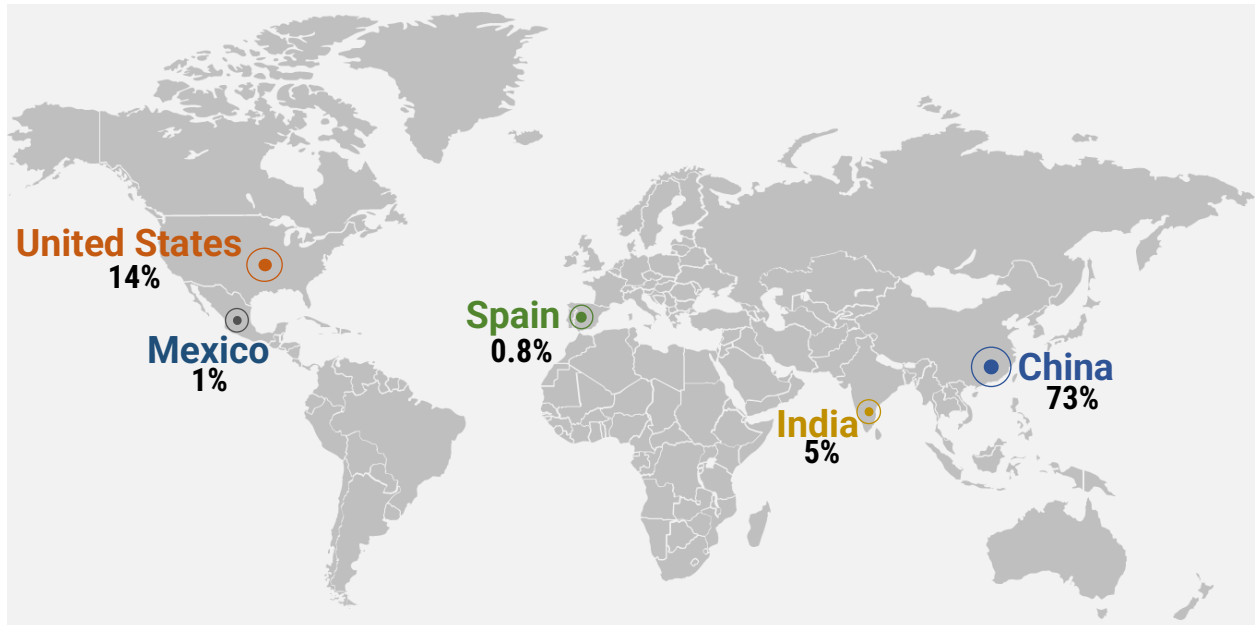 United States
14%
Mexico
1%
Spain
0.8%
India
5%
China
73%